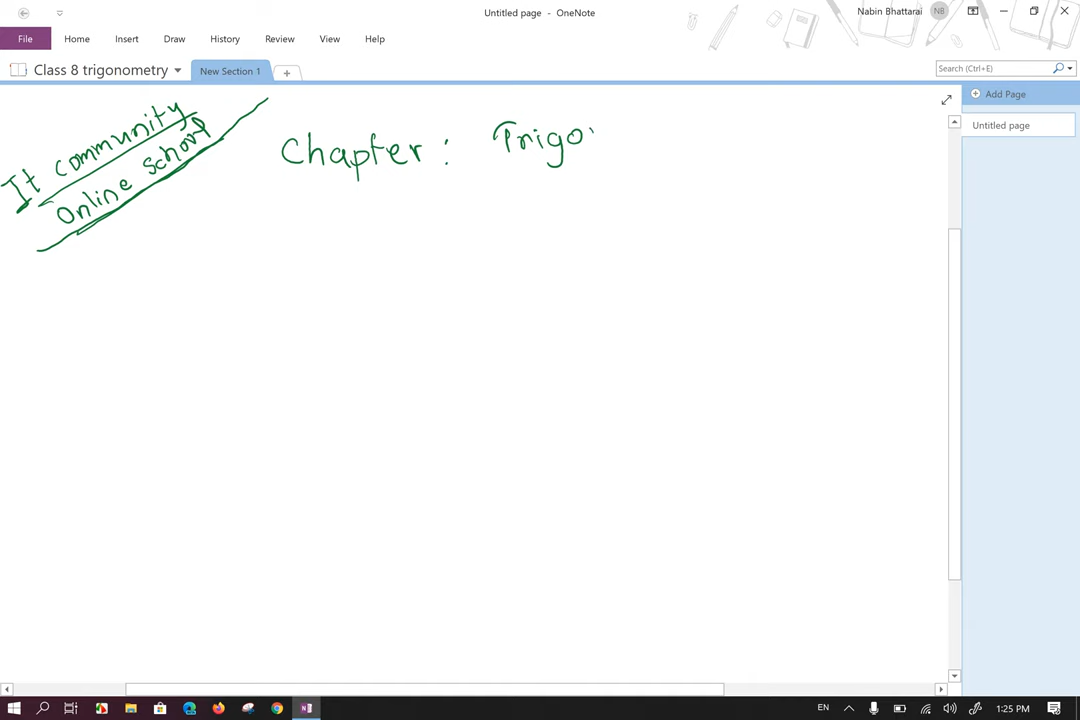 Untitled page - OneNote
Nabin Bhattarai NB
File Home Insert Draw History Review View Help
Class 8 trigonometry New Section 1 +
Search (Ctrl+E)
Add Page
Untitled page
It community
Online School
Chapter : Trigo
EN 1:25 PM